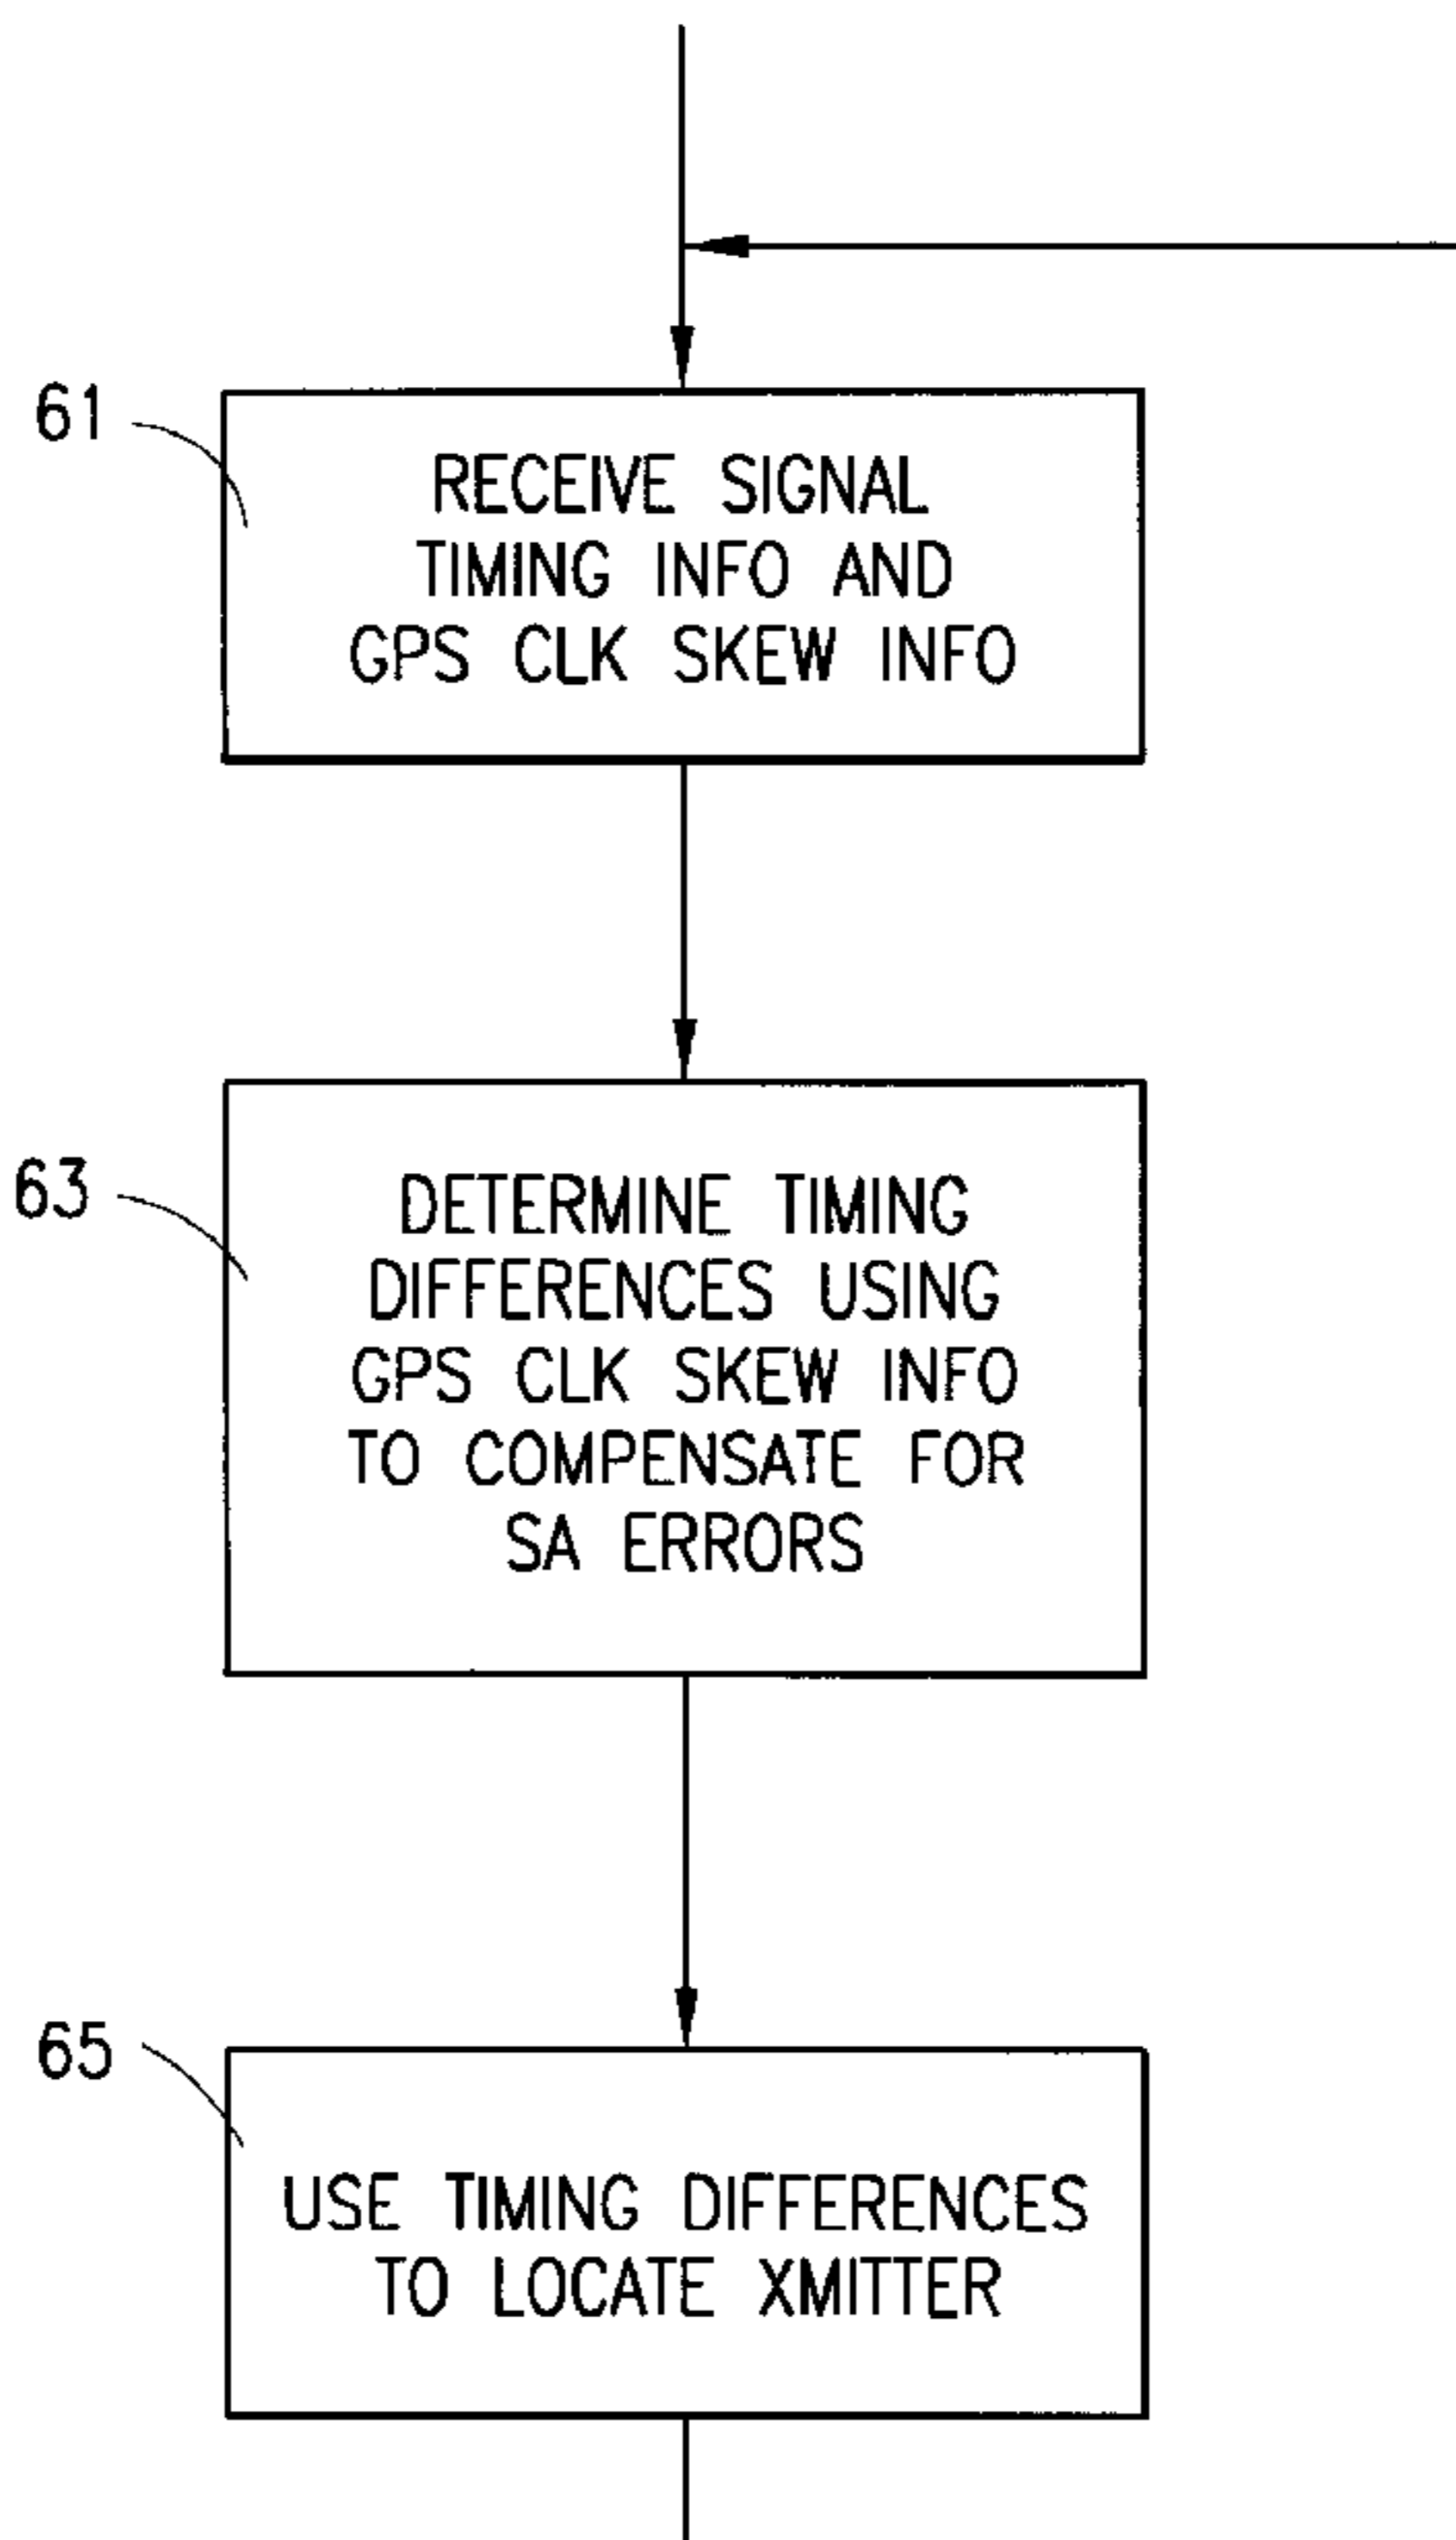 61
RECEIVE SIGNAL
TIMING INFO AND
GPS CLK SKEW INFO
63
DETERMINE TIMING
DIFFERENCES USING
GPS CLK SKEW INFO
TO COMPENSATE FOR
SA ERRORS
65
USE TIMING DIFFERENCES
TO LOCATE XMITTER